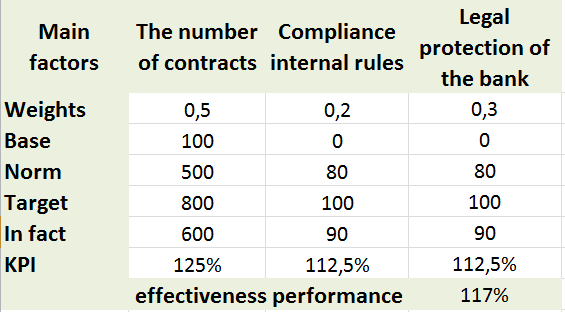 Main factors The number of contracts Compliance internal rules Legal protection of the bank
Weights 0,5 0,2 0,3
Base 100 0 0
Norm 500 80 80
Target 800 100 100
In fact 600 90 90
KPI 125% 112,5% 112,5%
effectiveness performance 117%